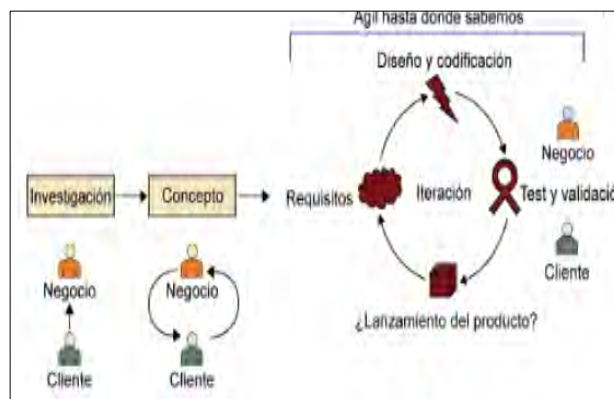 Agil hasta donde sabemos
Diseño y codificación
Negocio
Investigación
Concepto
Requisitos
Iteración
Test y validació
Negocio
Negocio
Cliente
¿Lanzamiento del producto?
Cliente
Cliente